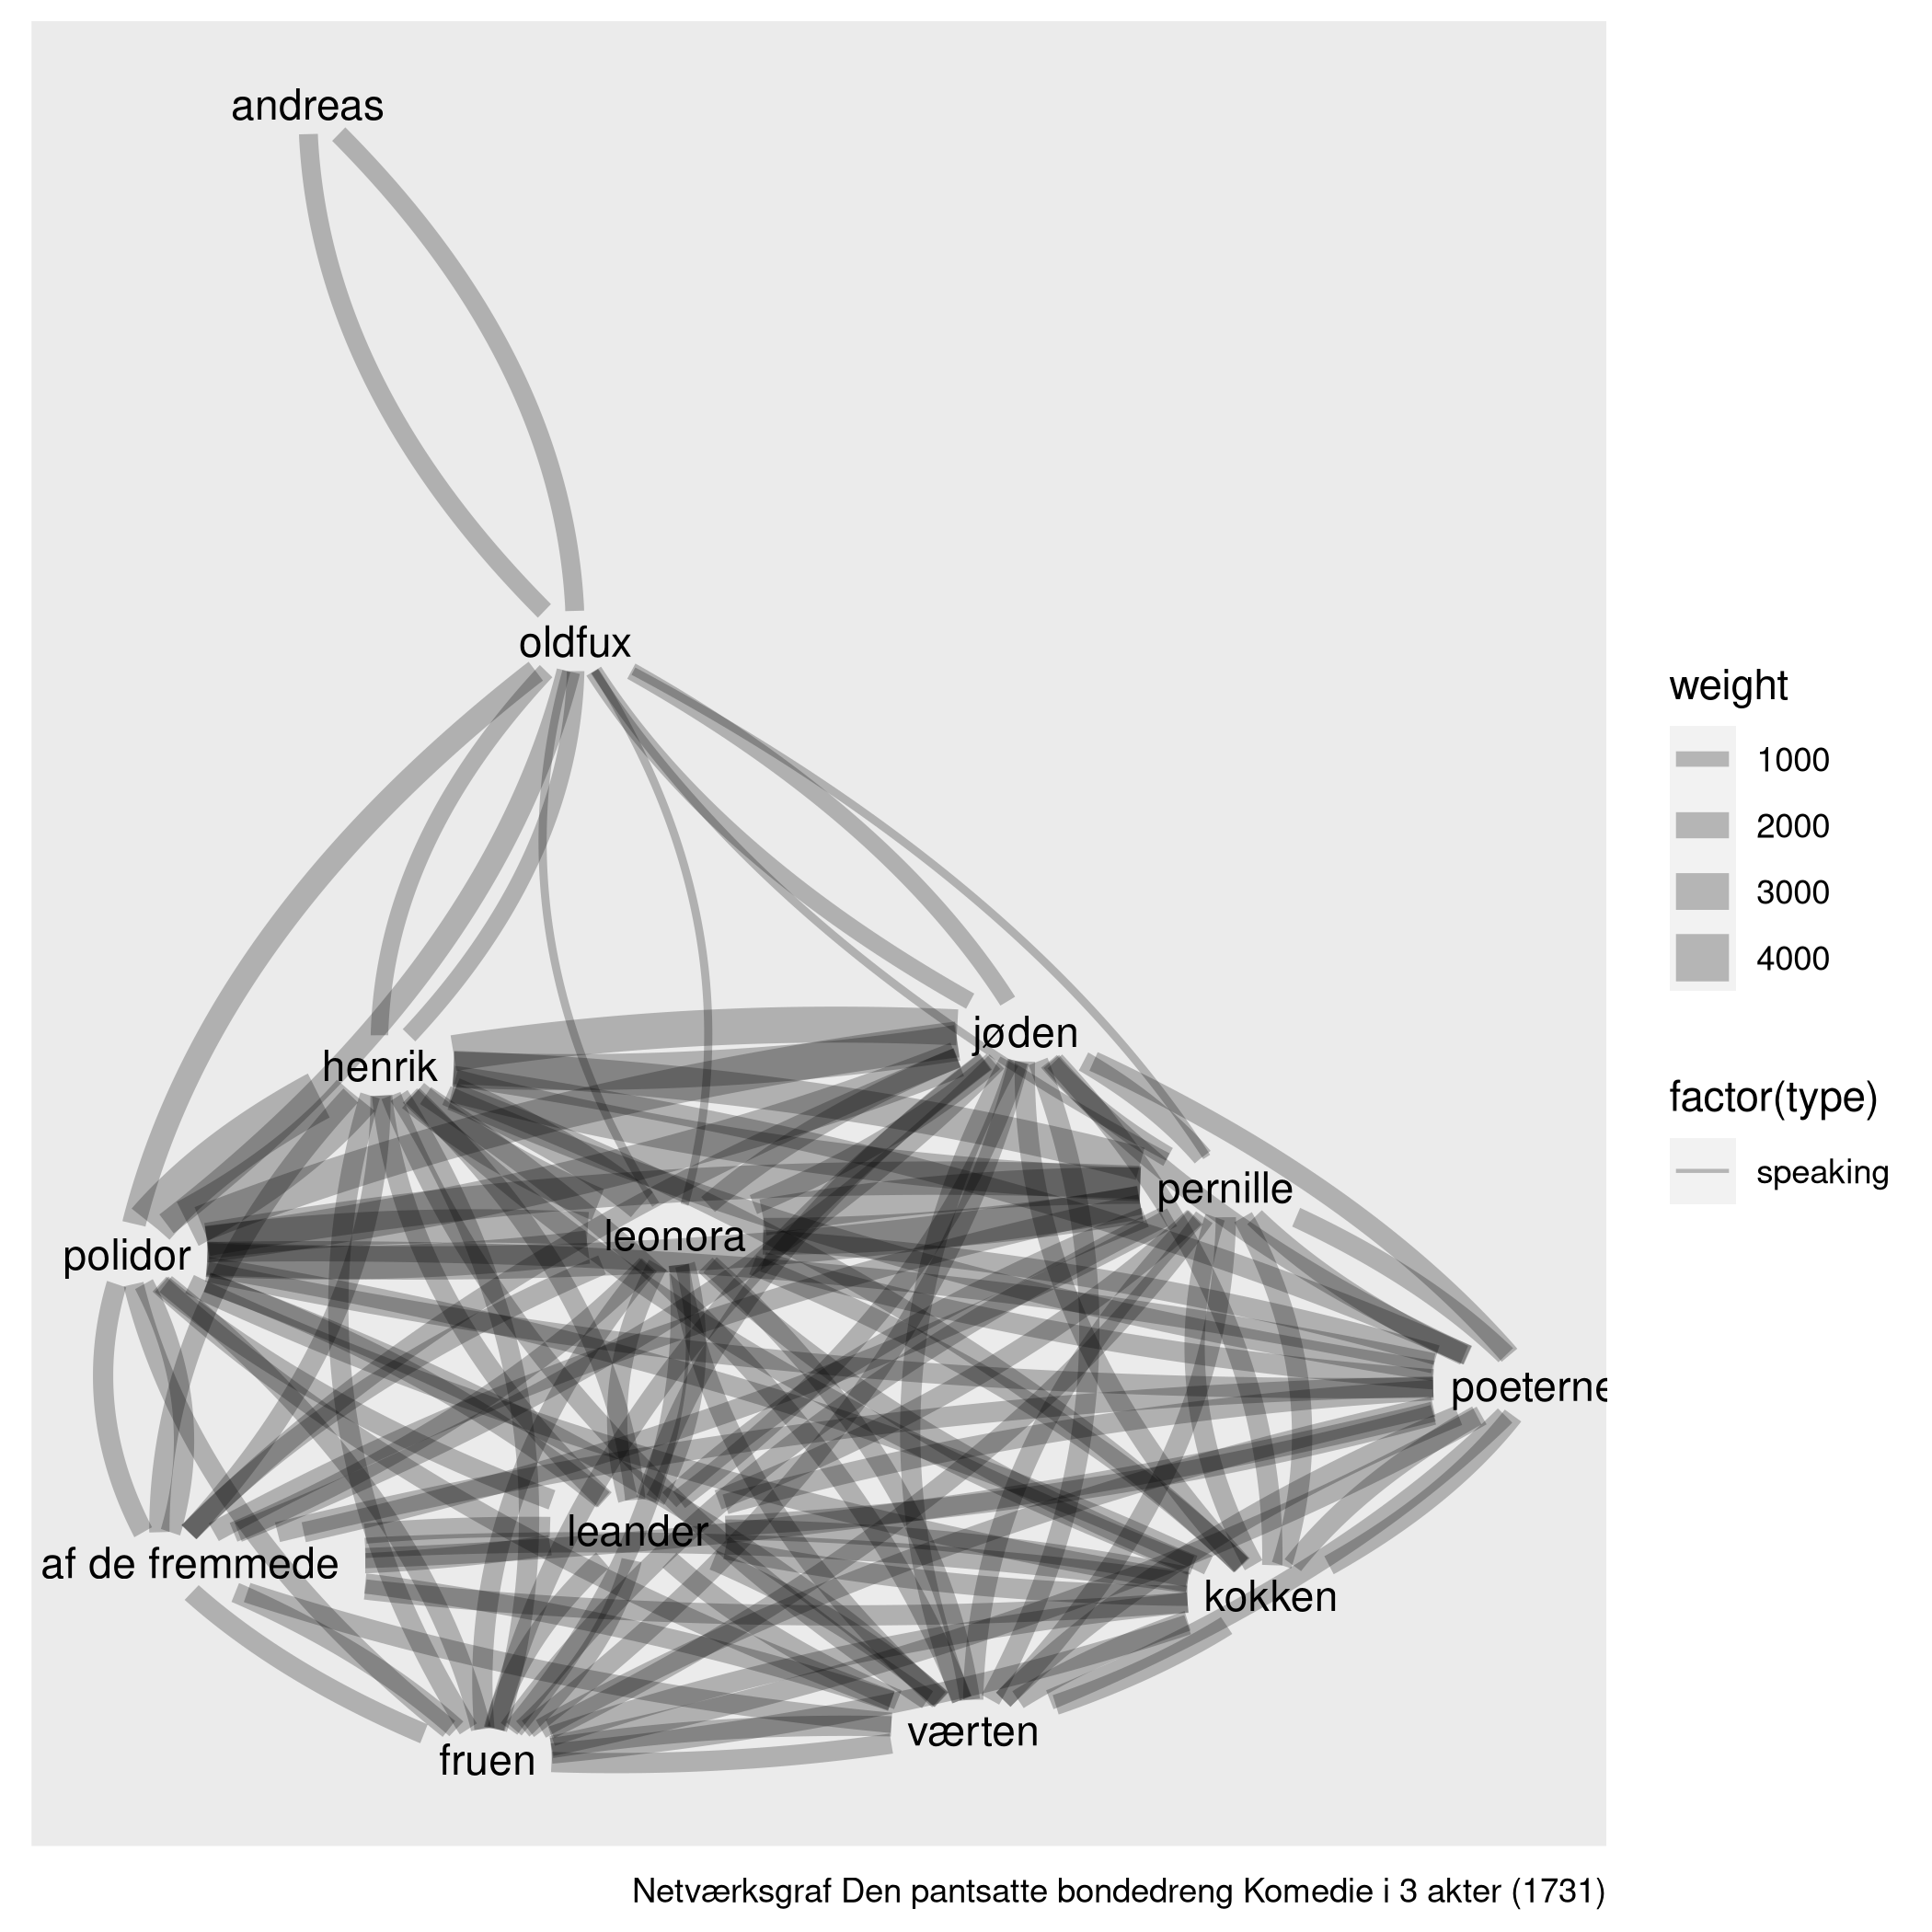 andreas
oldfux
jøden
henrik
pernille
leonora
polidor
poeterne
leander
af de fremmede
kokken
værten
fruen
weight
1000
2000
3000
4000
factor(type)
speaking
Netværksgraf Den pantsatte bondedreng Komedie i 3 akter (1731)